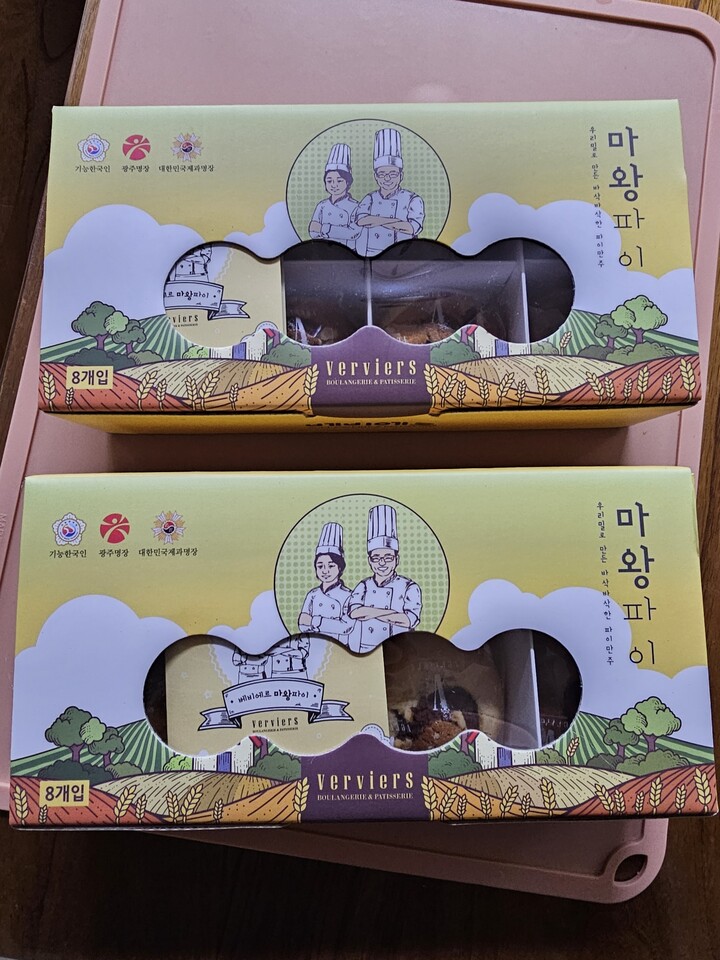 기능한국인 광주명장 대한민국제과명장
마왕파이
우리밀로 만든 바삭바삭한 파이만주
에르 마왕파이
rviers
8개입
verviers
BOULANGERIE & PATISSERIE
기능한국인 광주명장 대한민국제과명장
마왕파이
우리밀로 만든 바삭바삭한 파이만주
베비에르 마왕파이
verviers
BOULANGERIE & PATISSERIE
8개입
verviers
BOULANGERIE & PATISSERIE